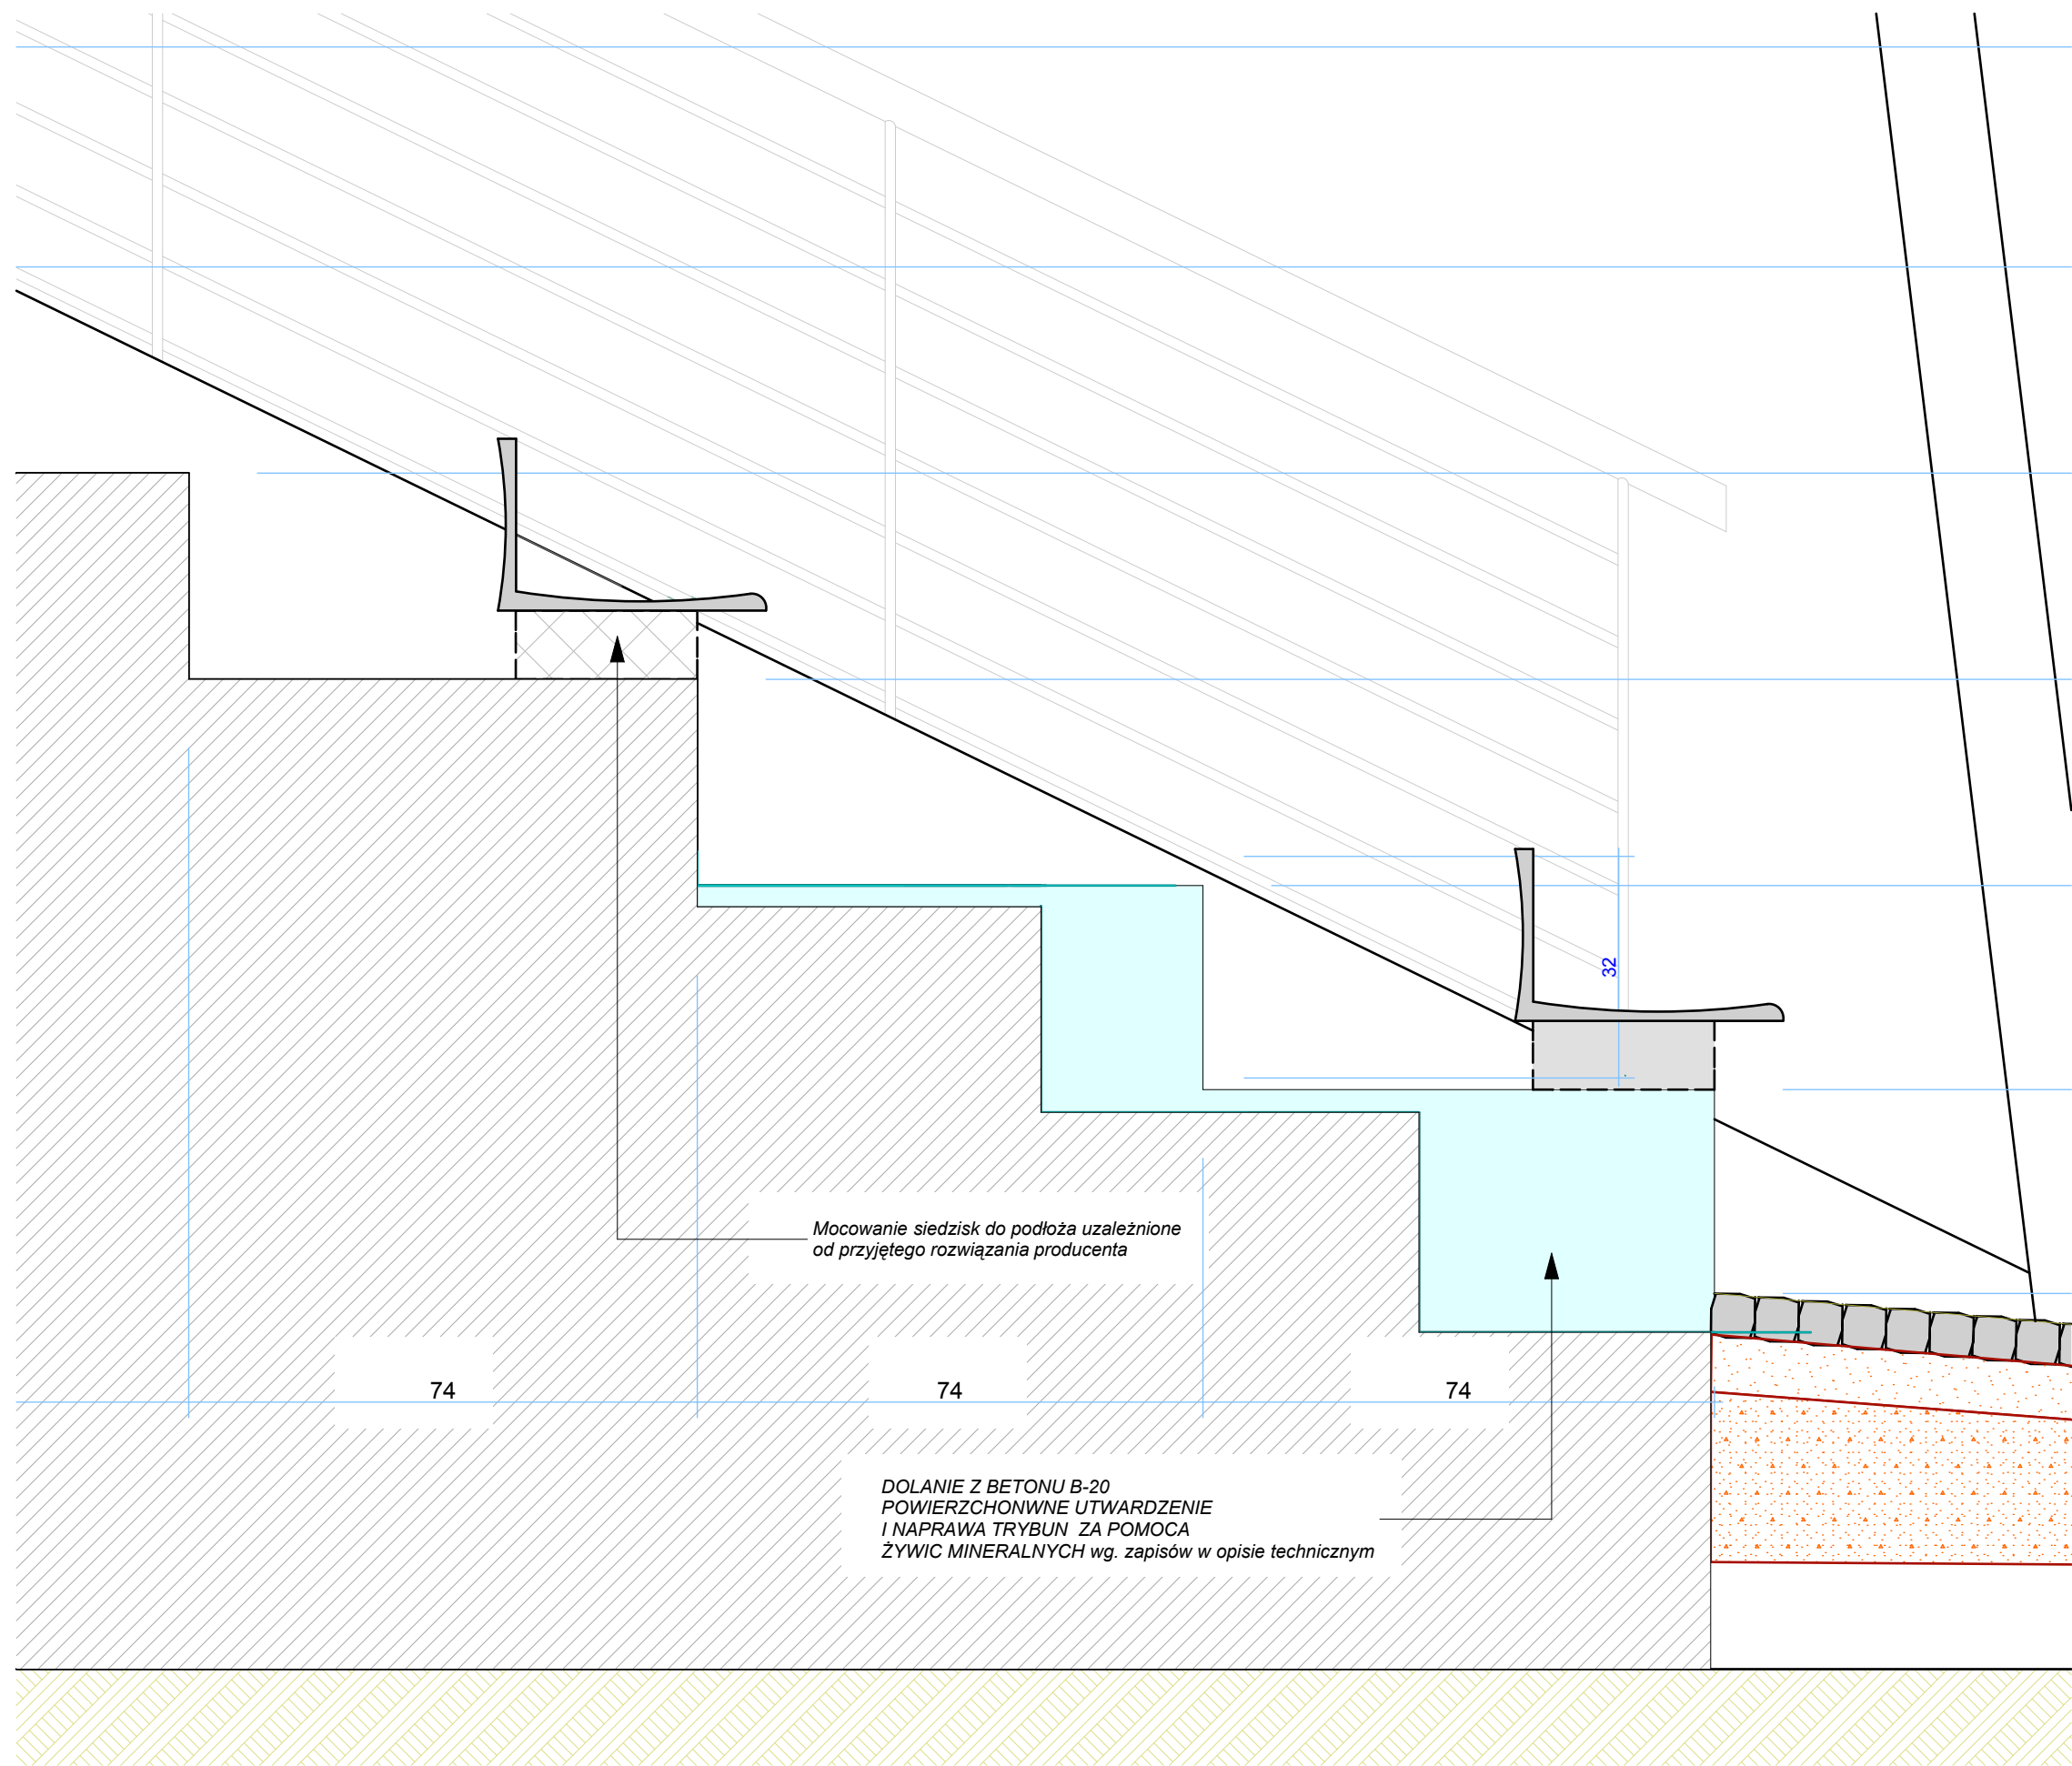 32
Mocowanie siedzisk do podłoża uzależnione
od przyjętego rozwiązania producenta
74
74
74
DOLANIE Z BETONU B-20
POWIERZCHONWNE UTWARDZENIE
I NAPRAWA TRYBUN  ZA POMOCA
ŻYWIC MINERALNYCH wg. zapisów w opisie technicznym